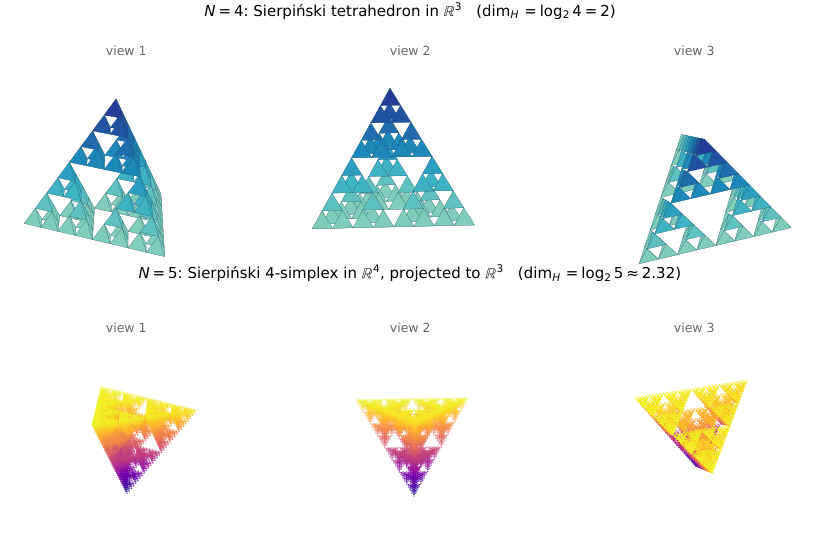 N = 4: Sierpiński tetrahedron in ℝ³ (dim_H = log₂ 4 = 2)
view 1 view 2 view 3
N = 5: Sierpiński 4-simplex in ℝ⁴, projected to ℝ³ (dim_H = log₂ 5 ≈ 2.32)
view 1 view 2 view 3